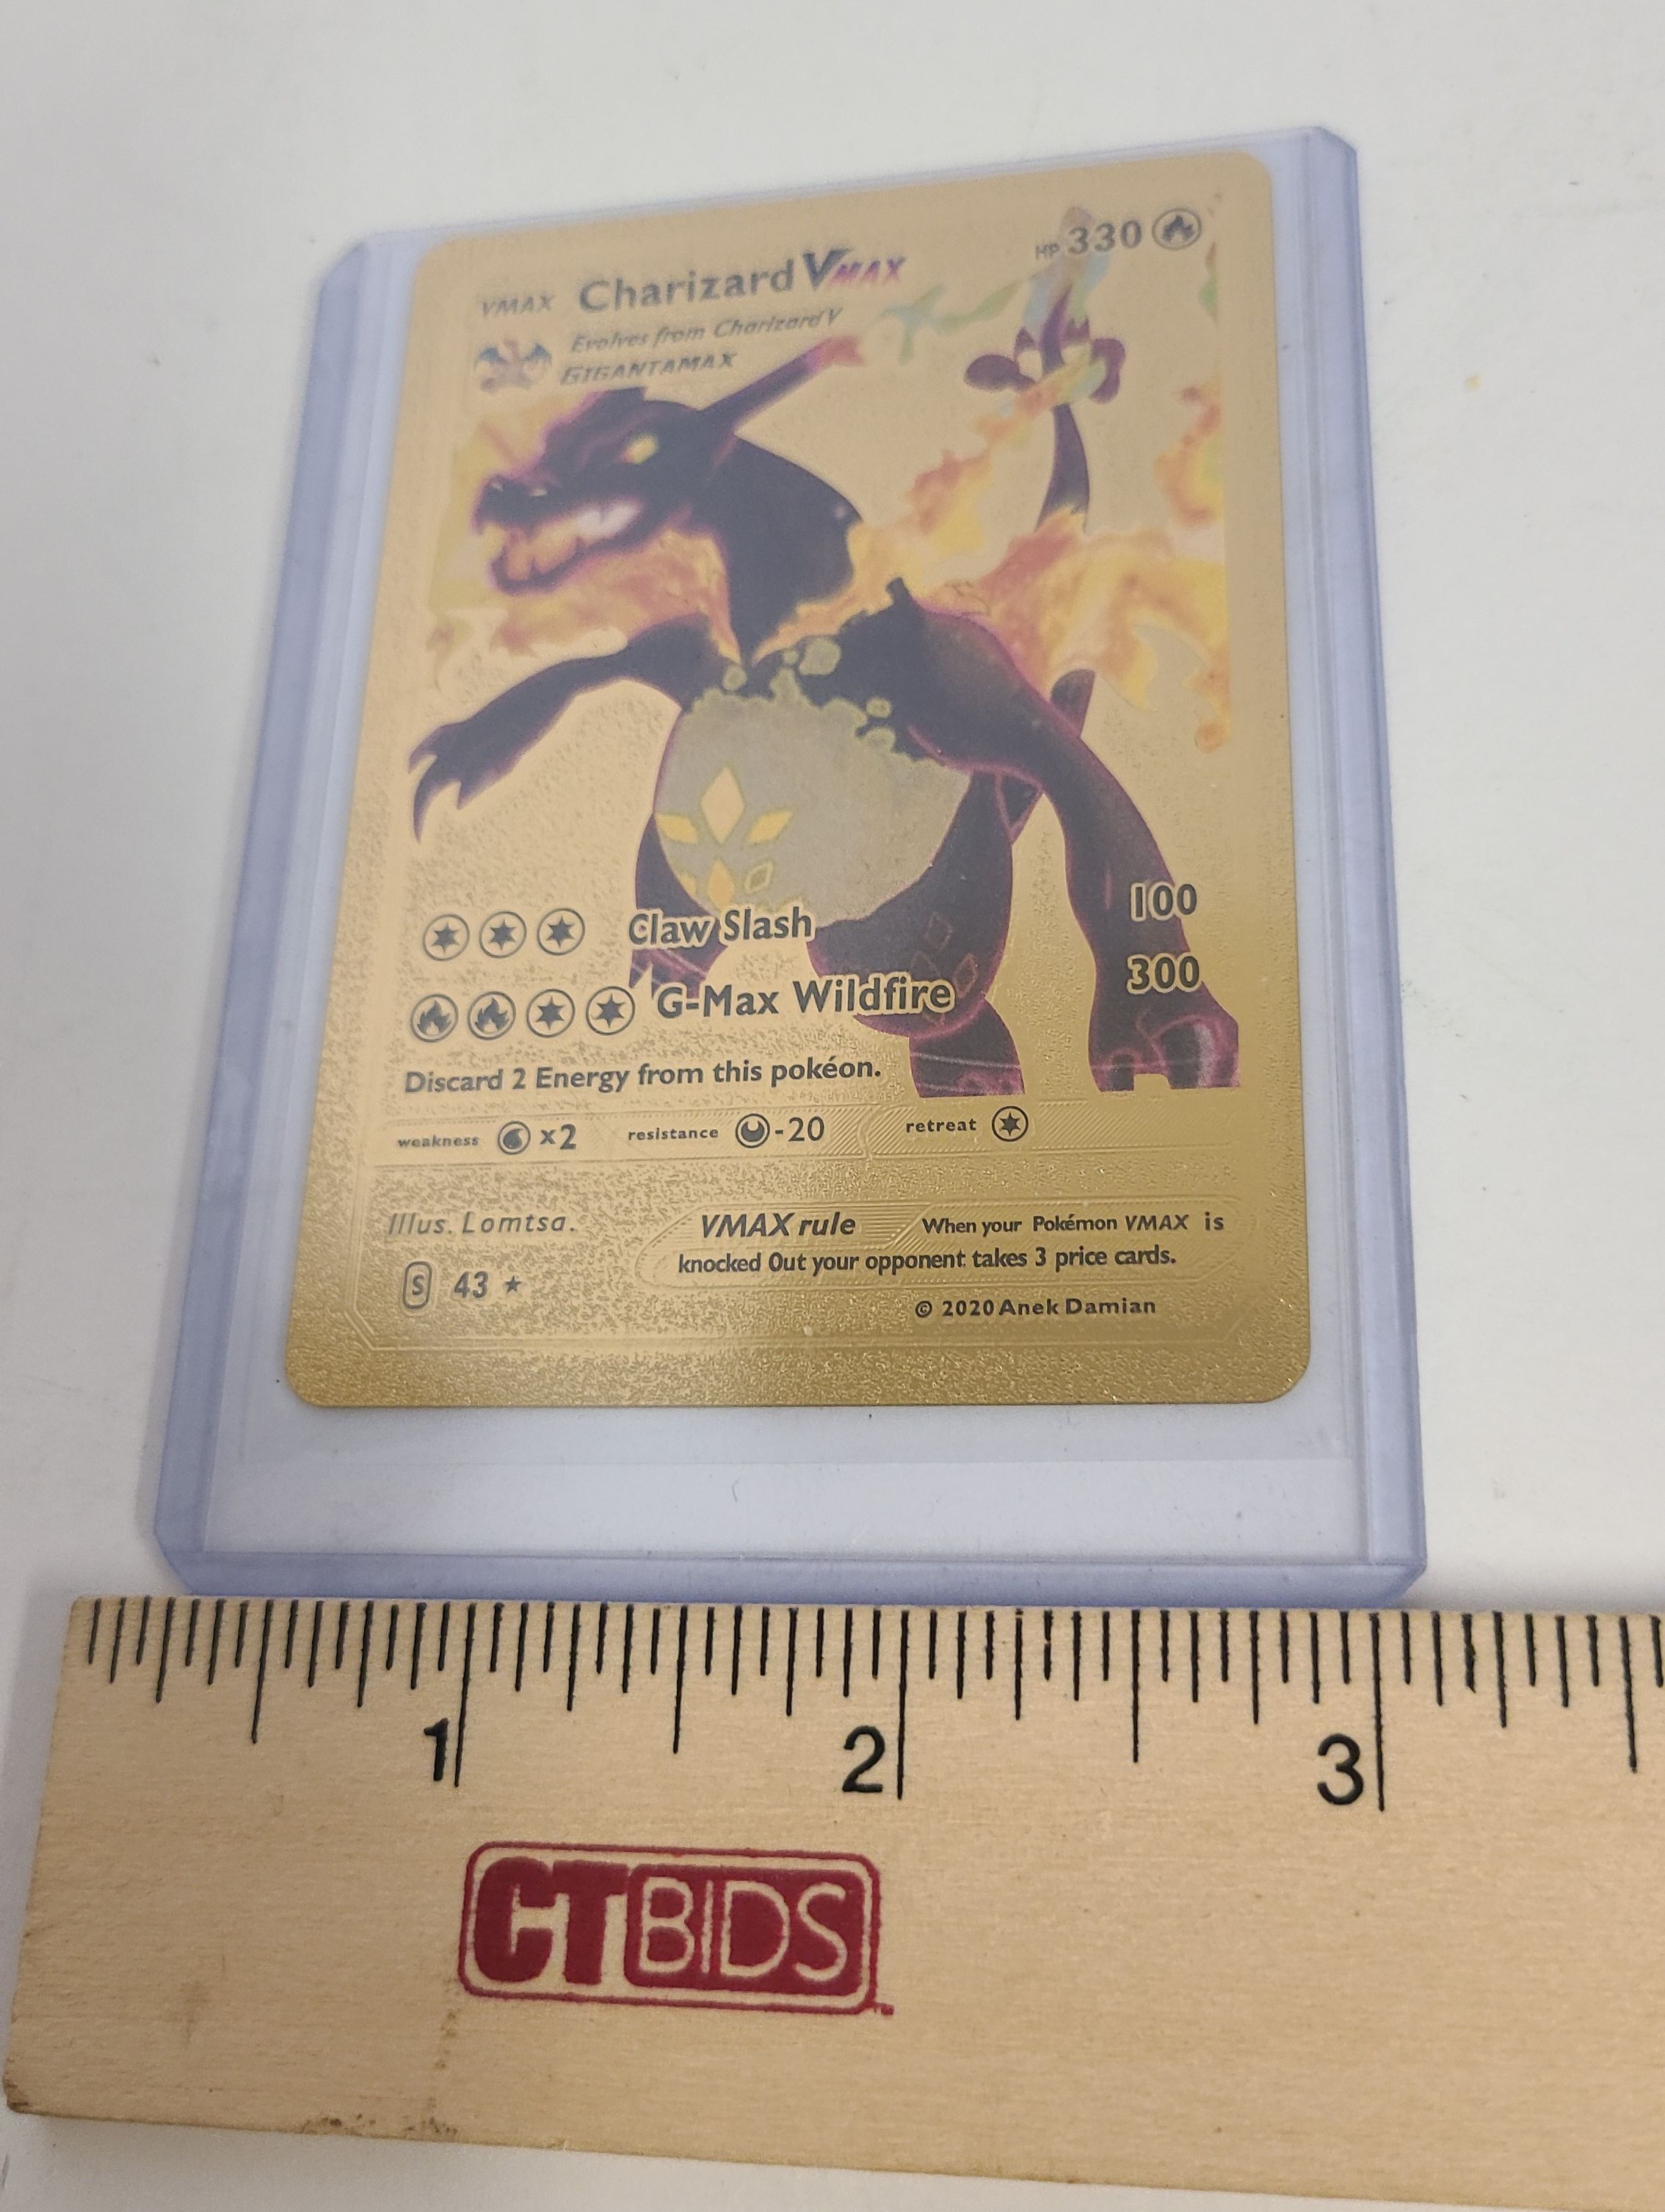 VMAX Charizard VMAX HP 330
Evolves from Charizard V
GIGANTAMAX
Claw Slash 100
G-Max Wildfire 300
Discard 2 Energy from this pokéon.
weakness x2 resistance -20 retreat
Illus. Lomtsa.
VMAX rule When your Pokémon VMAX is
knocked Out your opponent takes 3 price cards.
S 43
© 2020 Anek Damian
1 2 3
CTBIDS